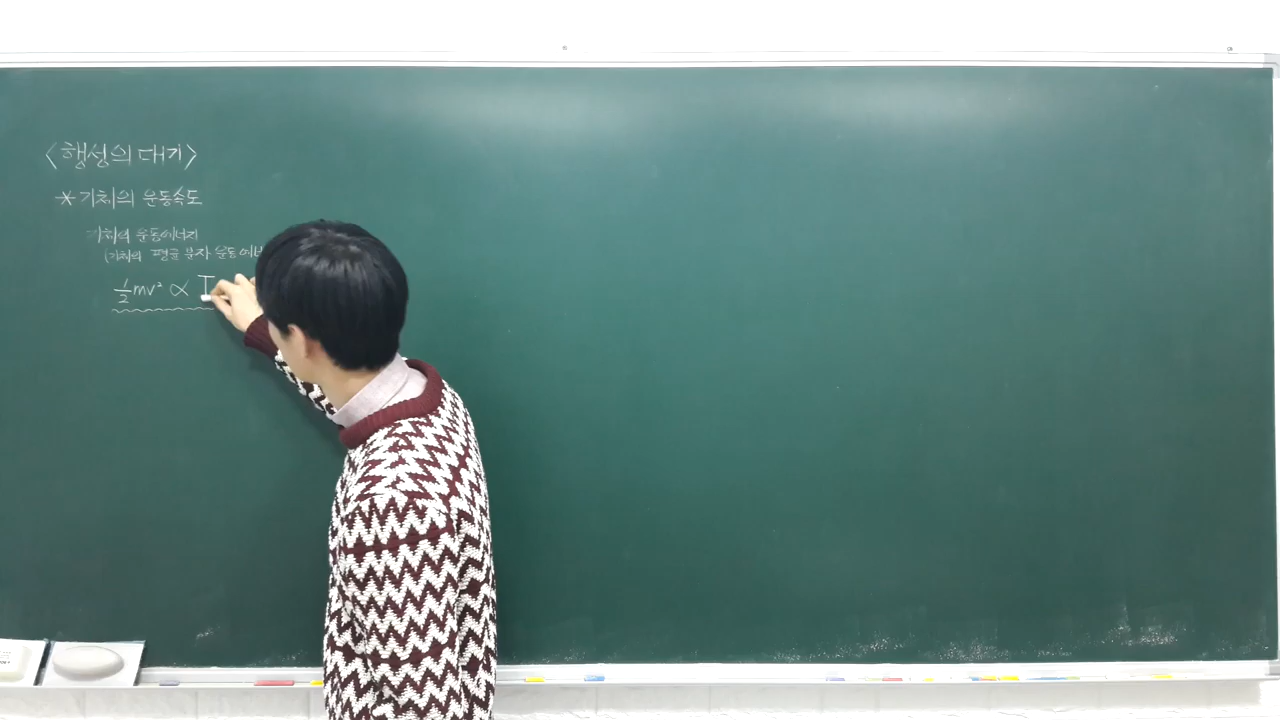 <행성의 대기>
* 기체의 운동속도
기체의 운동에너지
(기체의 평균 분자 운동에너
½mv² ∝ T